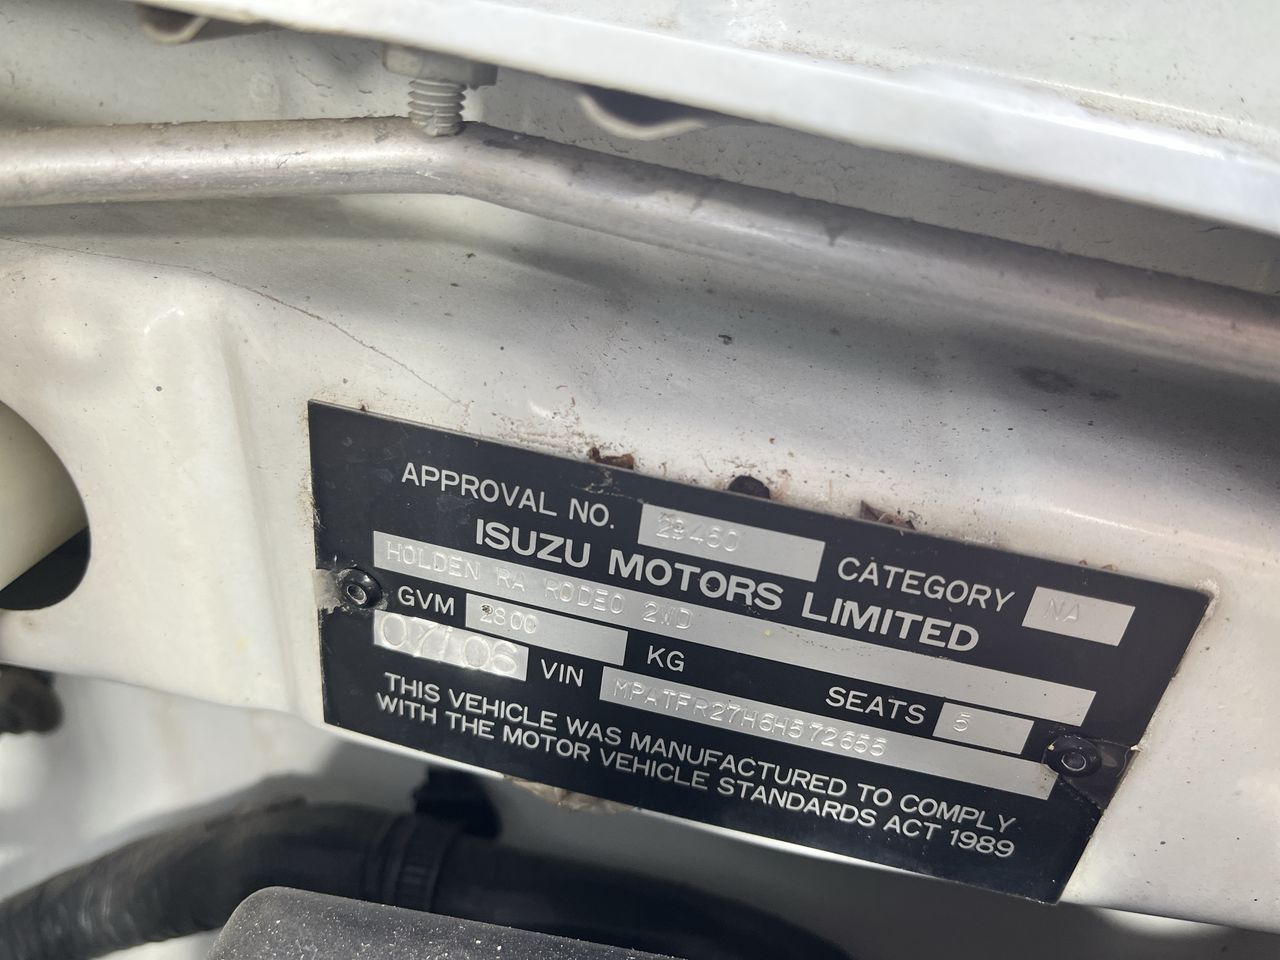 APPROVAL NO. 29460 CATEGORY NA
ISUZU MOTORS LIMITED
HOLDEN RA RODEO 2WD
GVM 2800 KG SEATS 5
07/06 VIN MPATFR27H6H572655
THIS VEHICLE WAS MANUFACTURED TO COMPLY
WITH THE MOTOR VEHICLE STANDARDS ACT 1989